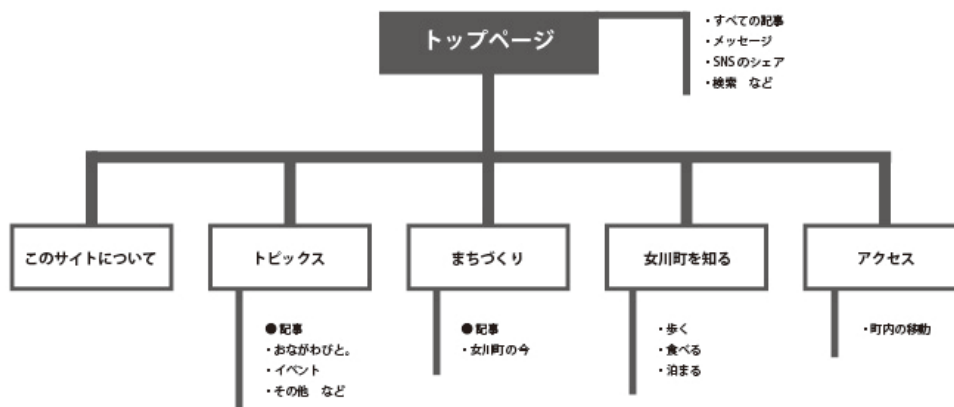 トップページ
・すべての記事
・メッセージ
・SNSのシェア
・検索　など
このサイトについて
トピックス
●記事
・おながわびと。
・イベント
・その他　など
まちづくり
●記事
・女川町の今
女川町を知る
・歩く
・食べる
・泊まる
アクセス
・町内の移動